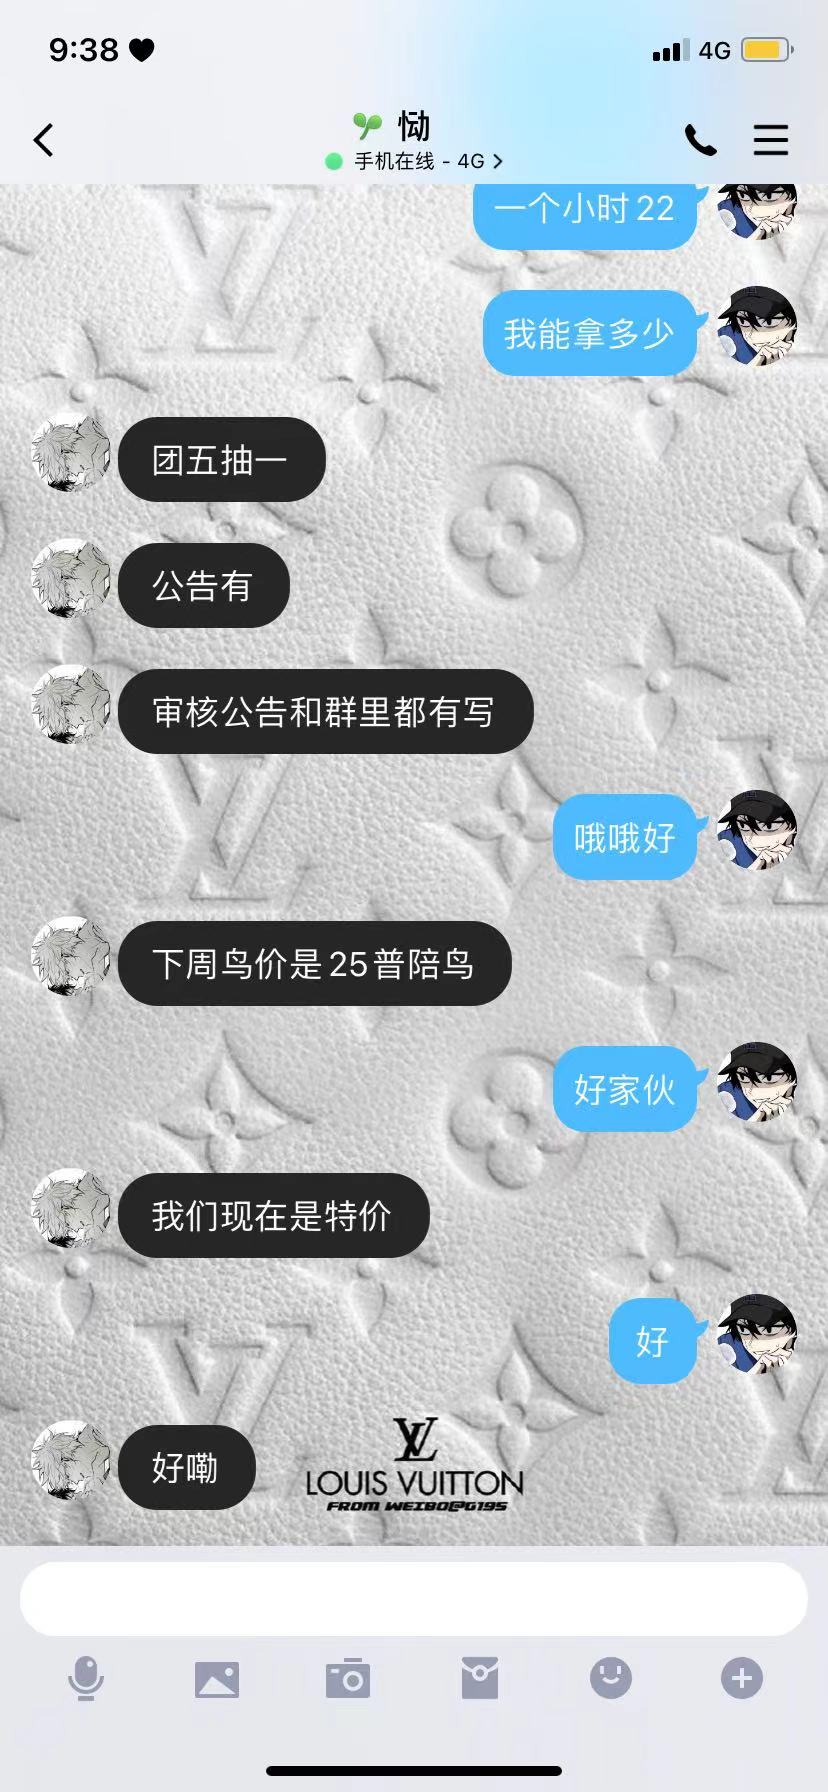 9:38
4G
恸
手机在线 - 4G
一个小时22
我能拿多少
团五抽一
公告有
审核公告和群里都有写
哦哦好
下周鸟价是25普陪鸟
好家伙
我们现在是特价
好
好嘞
LV
LOUIS VUITTON
FROM WEIBO@G195